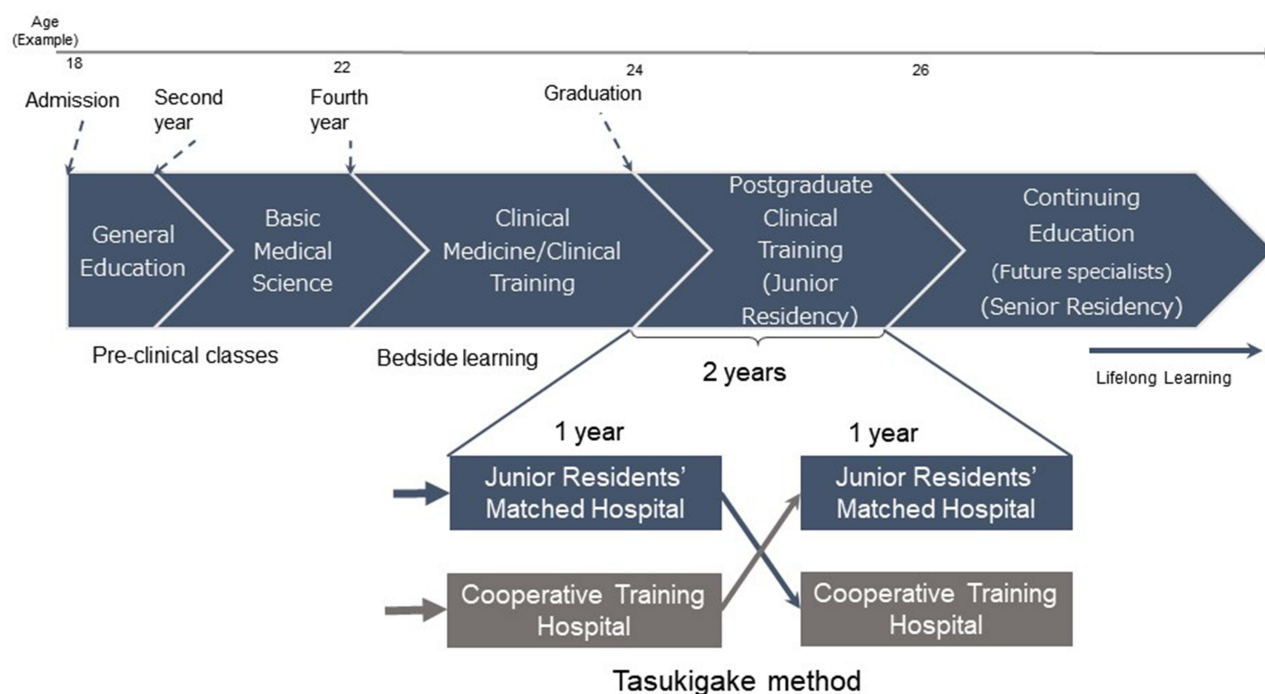 Age
(Example)
18
22
24
26
Admission
Second
year
Fourth
year
Graduation
General
Education
Basic
Medical
Science
Clinical
Medicine/Clinical
Training
Postgraduate
Clinical
Training
(Junior
Residency)
Continuing
Education
(Future specialists)
(Senior Residency)
Pre-clinical classes
Bedside learning
2 years
Lifelong Learning
1 year
1 year
Junior Residents’
Matched Hospital
Junior Residents’
Matched Hospital
Cooperative Training
Hospital
Cooperative Training
Hospital
Tasukigake method